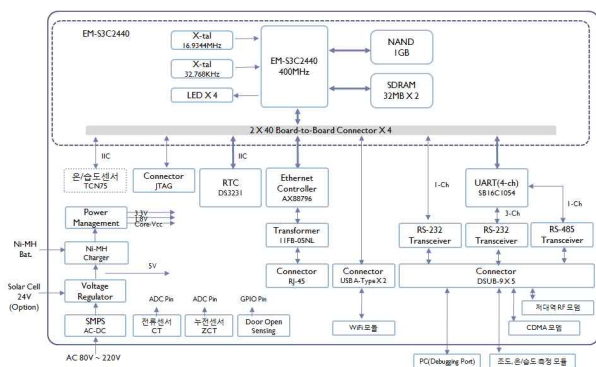 EM-S3C2440
X-tal
16.9344MHz
X-tal
32.768KHz
LED X 4
EM-S3C2440
400MHz
NAND
1GB
SDRAM
32MB X 2
2 X 40 Board-to-Board Connector X 4
IIC
IIC
온/습도센서
TCN75
Connector
JTAG
RTC
DS3231
Ethernet
Controller
AX88796
1-Ch
UART(4-ch)
SB16C1054
3-Ch
1-Ch
Power
Management
3.3V
1.8V
Core-Vcc
Transformer
11FB-05NL
RS-232
Transceiver
RS-232
Transceiver
RS-485
Transceiver
Ni-MH
Bat.
Ni-MH
Charger
5V
Connector
RJ-45
Connector
USBA-Type X 2
Connector
DSUB-9 X 5
Solar Cell
24V
(Option)
Voltage
Regulator
ADC Pin
ADC Pin
GPIO Pin
저대역 RF 모뎀
SMPS
AC-DC
전류센서
CT
누전센서
ZCT
Door Open
Sensing
WiFi모듈
CDMA 모뎀
AC 80V ~ 220V
PC(Debugging Port)
조도, 온/습도 측정 모듈